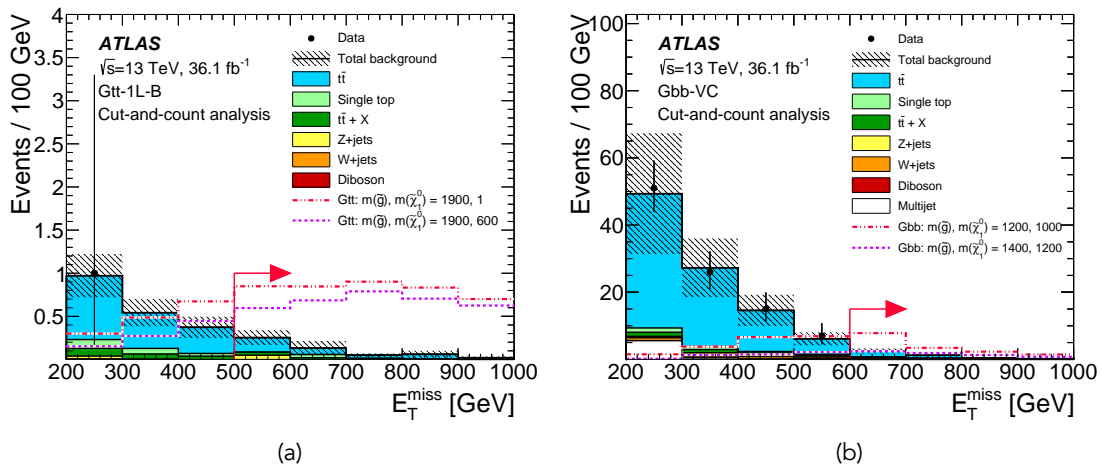 Events / 100 GeV
4
3.5
3
2.5
2
1.5
1
0.5
ATLAS
√s=13 TeV, 36.1 fb⁻¹
Gtt-1L-B
Cut-and-count analysis
Data
Total background
tt̄
Single top
tt̄ + X
Z+jets
W+jets
Diboson
Gtt: m(g̃), m(χ̃⁰₁) = 1900, 1
Gtt: m(g̃), m(χ̃⁰₁) = 1900, 600
200 300 400 500 600 700 800 900 1000
E_T^miss [GeV]
(a)
Events / 100 GeV
100
80
60
40
20
ATLAS
√s=13 TeV, 36.1 fb⁻¹
Gbb-VC
Cut-and-count analysis
Data
Total background
tt̄
Single top
tt̄ + X
Z+jets
W+jets
Diboson
Multijet
Gbb: m(g̃), m(χ̃⁰₁) = 1200, 1000
Gbb: m(g̃), m(χ̃⁰₁) = 1400, 1200
200 300 400 500 600 700 800 900 1000
E_T^miss [GeV]
(b)